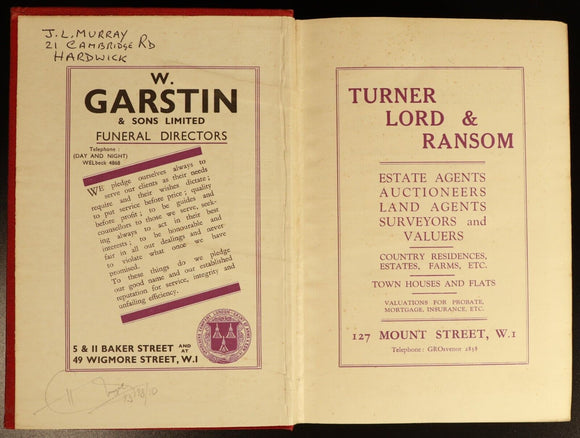 J.L. MURRAY
21 CAMBRIDGE RD
HARDWICK
W.
GARSTIN
& SONS LIMITED
FUNERAL DIRECTORS
Telephone :
(DAY AND NIGHT)
WELbeck 4868
WE pledge ourselves always to
serve our clients as their needs
require and their wishes dictate ;
to put service before price ; quality
before profit ; to be guides and
counsellors to those we serve, seek-
ing always to act in their best
interests ; to be honourable and
fair in all our dealings and never
to violate what once we have
promised.
To these things do we pledge
our good name and our established
reputation for service, integrity and
unfailing efficiency.
5 & 11 BAKER STREET and at
49 WIGMORE STREET, W.1
TURNER
LORD &
RANSOM
ESTATE AGENTS
AUCTIONEERS
LAND AGENTS
SURVEYORS and
VALUERS
COUNTRY RESIDENCES,
ESTATES, FARMS, ETC.
TOWN HOUSES AND FLATS
VALUATIONS FOR PROBATE,
MORTGAGE, INSURANCE, ETC.
127 MOUNT STREET, W.1
Telephone: GROsvenor 2838